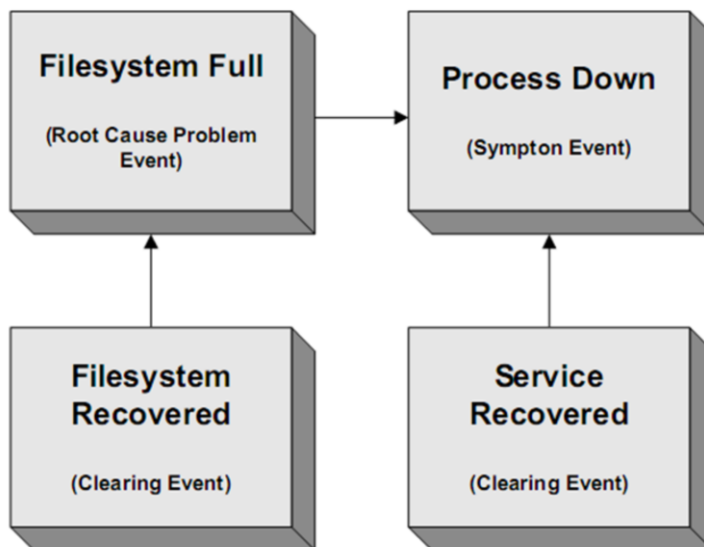 Filesystem Full
(Root Cause Problem
Event)
Process Down
(Sympton Event)
Filesystem
Recovered
(Clearing Event)
Service
Recovered
(Clearing Event)